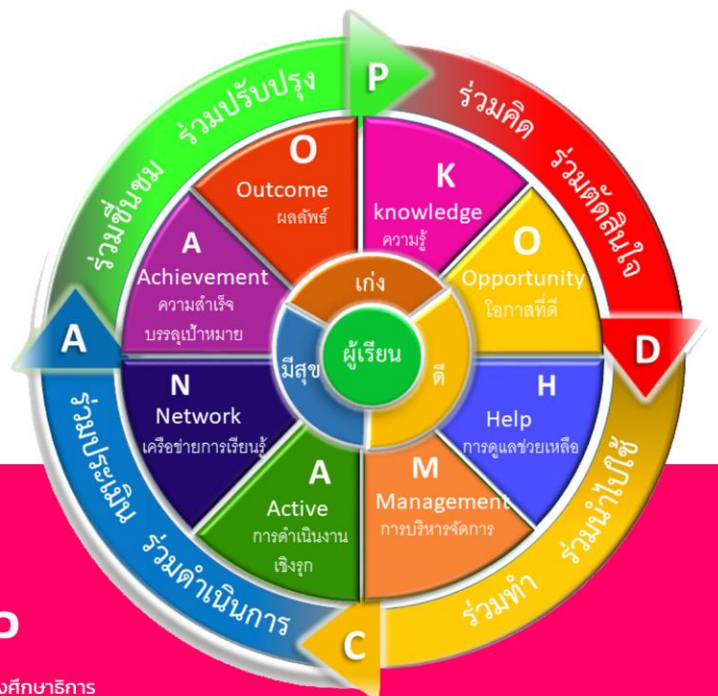 P
ร่วมคิด ร่วมตัดสินใจ
D
ร่วมทำ ร่วมนำไปใช้
C
ร่วมประเมิน ร่วมดำเนินการ
A
ร่วมชื่นชม ร่วมปรับปรุง
K
knowledge
ความรู้
O
Opportunity
โอกาสที่ดี
H
Help
การดูแลช่วยเหลือ
M
Management
การบริหารจัดการ
A
Active
การดำเนินงาน
เชิงรุก
N
Network
เครือข่ายการเรียนรู้
A
Achievement
ความสำเร็จ
บรรลุเป้าหมาย
O
Outcome
ผลลัพธ์
เก่ง
ดี
มีสุข
ผู้เรียน